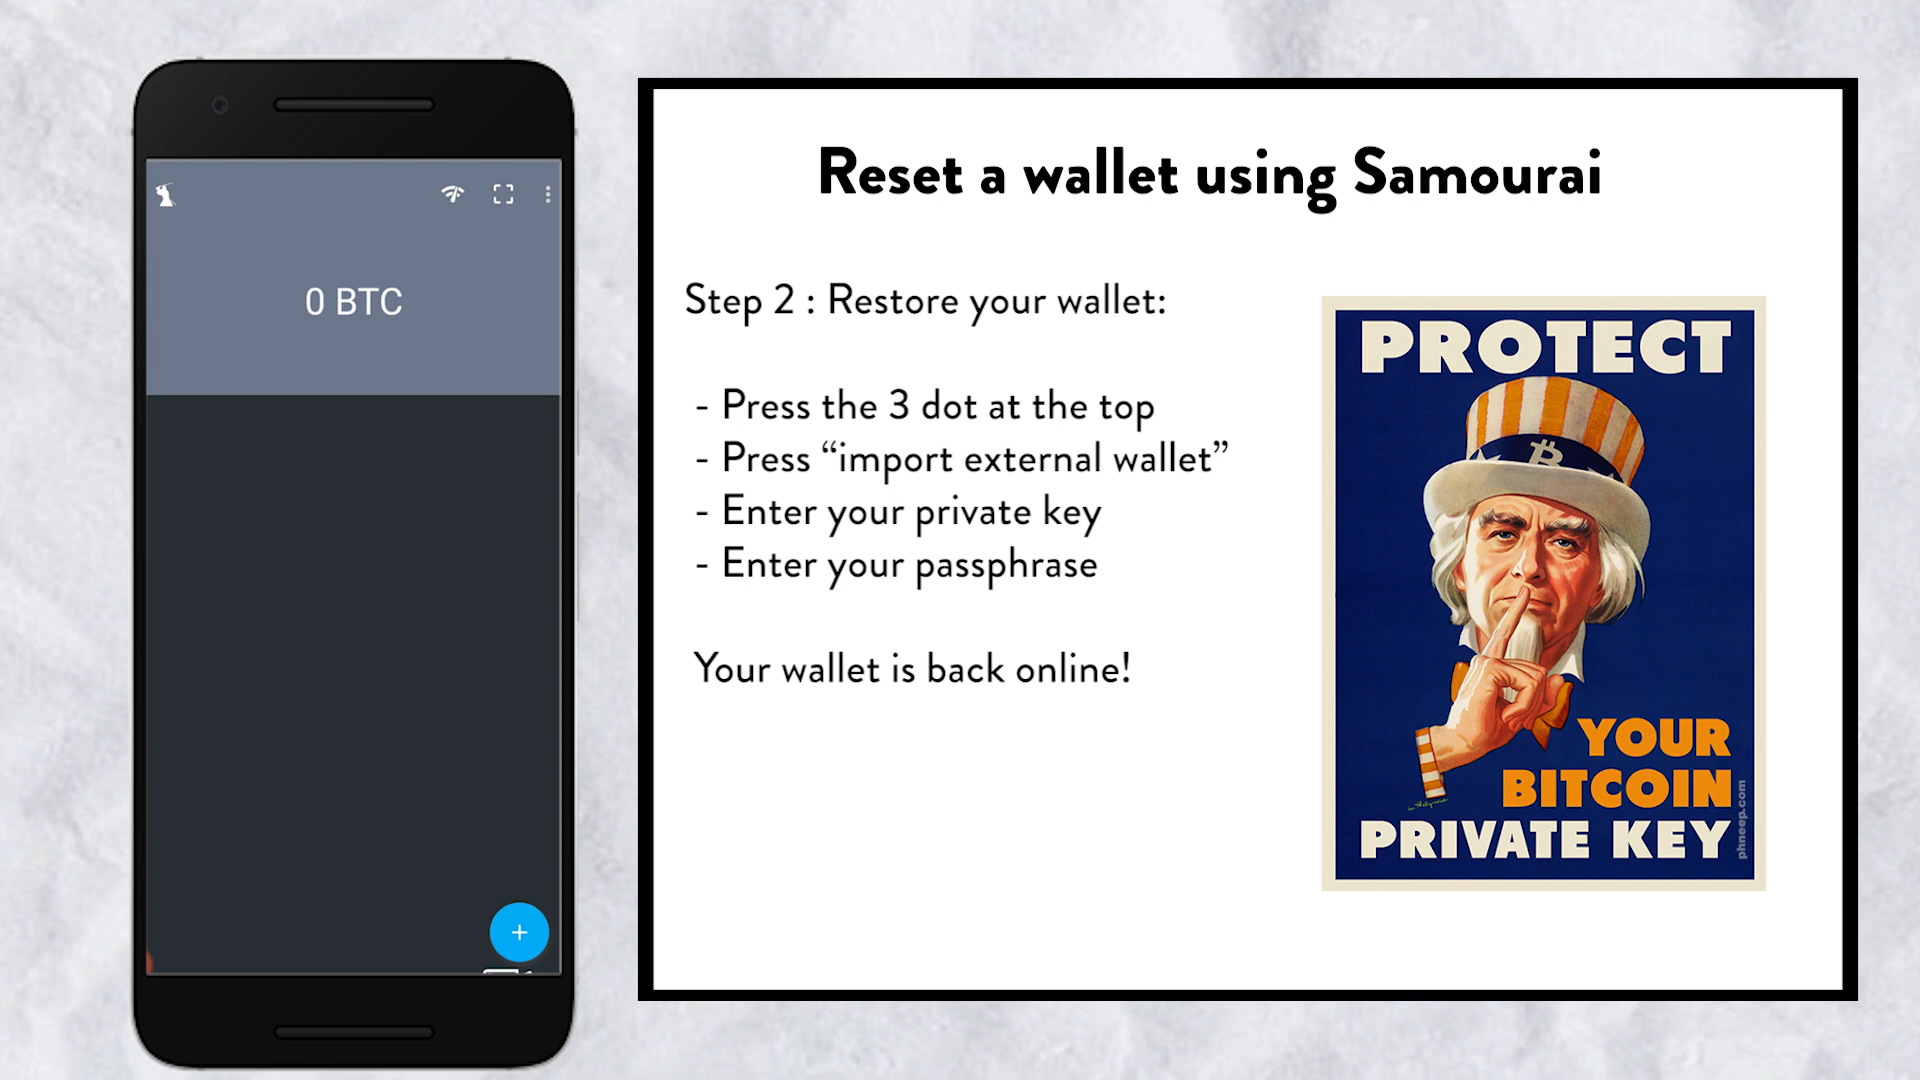 0 BTC
Reset a wallet using Samourai
Step 2 : Restore your wallet:
- Press the 3 dot at the top
- Press “import external wallet”
- Enter your private key
- Enter your passphrase
Your wallet is back online!
PROTECT
B
YOUR
BITCOIN
PRIVATE KEY
phneep.com